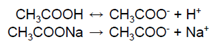 CH₃COOH ↔ CH₃COO⁻ + H⁺
CH₃COONa → CH₃COO⁻ + Na⁺